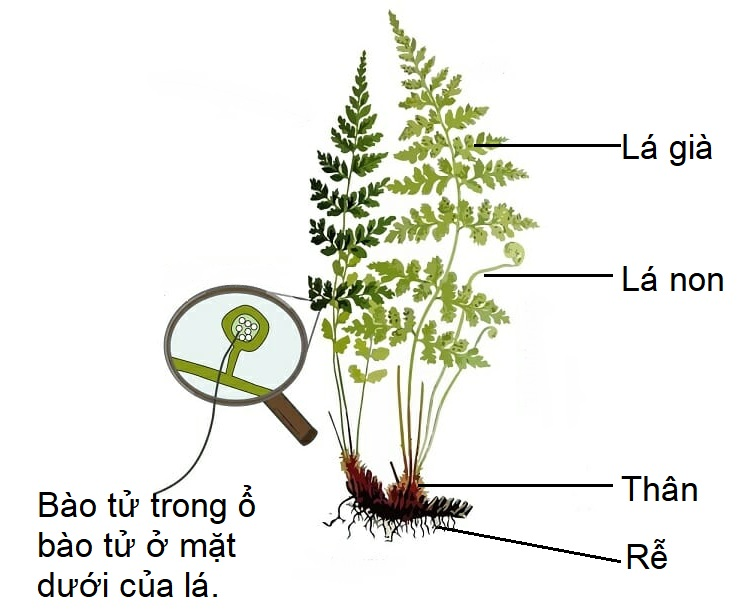 Lá già
Lá non
Thân
Rễ
Bào tử trong ổ
bào tử ở mặt
dưới của lá.